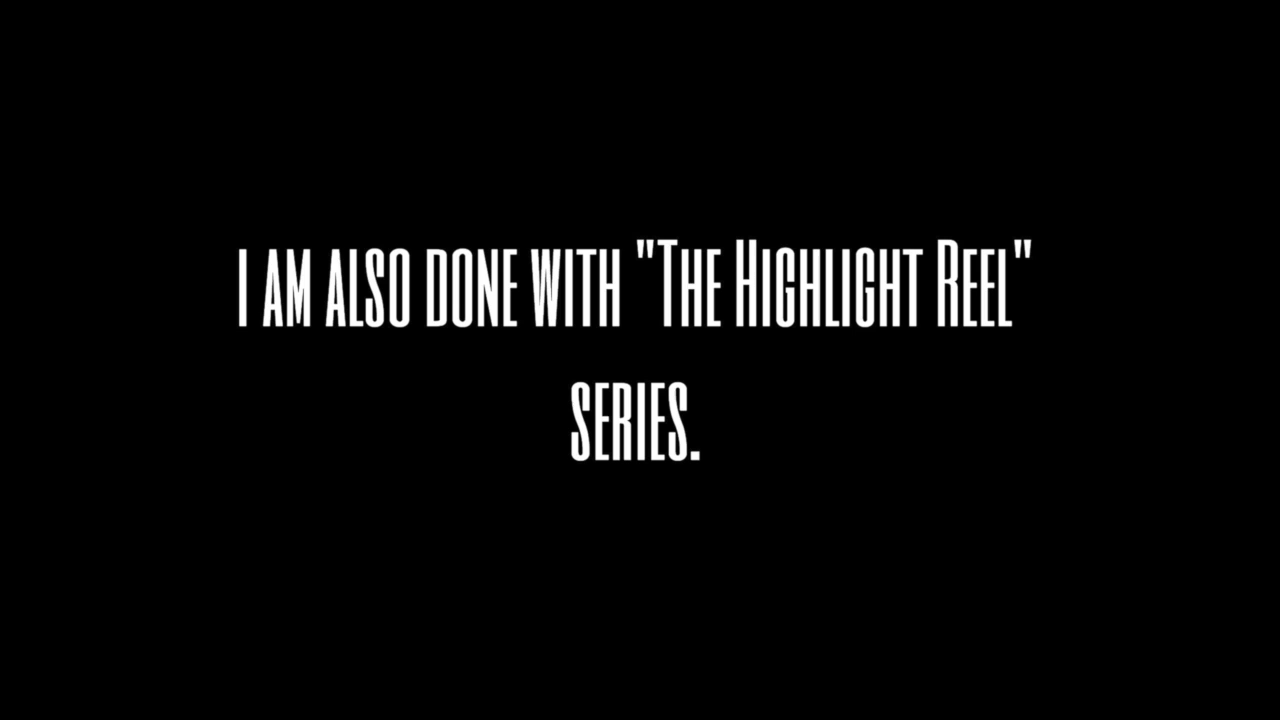 I AM ALSO DONE WITH "THE HIGHLIGHT REEL"
SERIES.